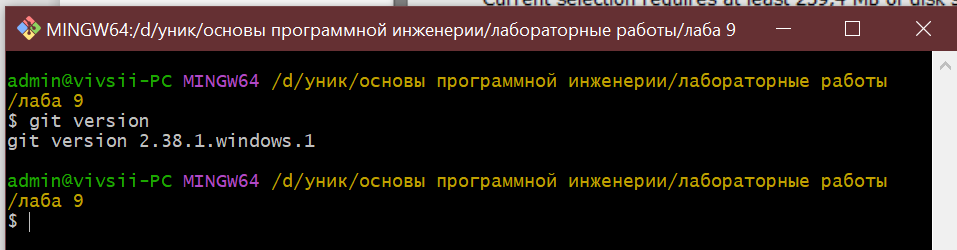 Current selection requires at least 259.4 MB of disk s
MINGW64:/d/уник/основы программной инженерии/лабораторные работы/лаба 9
admin@vivsii-PC MINGW64 /d/уник/основы программной инженерии/лабораторные работы
/лаба 9
$ git version
git version 2.38.1.windows.1
admin@vivsii-PC MINGW64 /d/уник/основы программной инженерии/лабораторные работы
/лаба 9
$